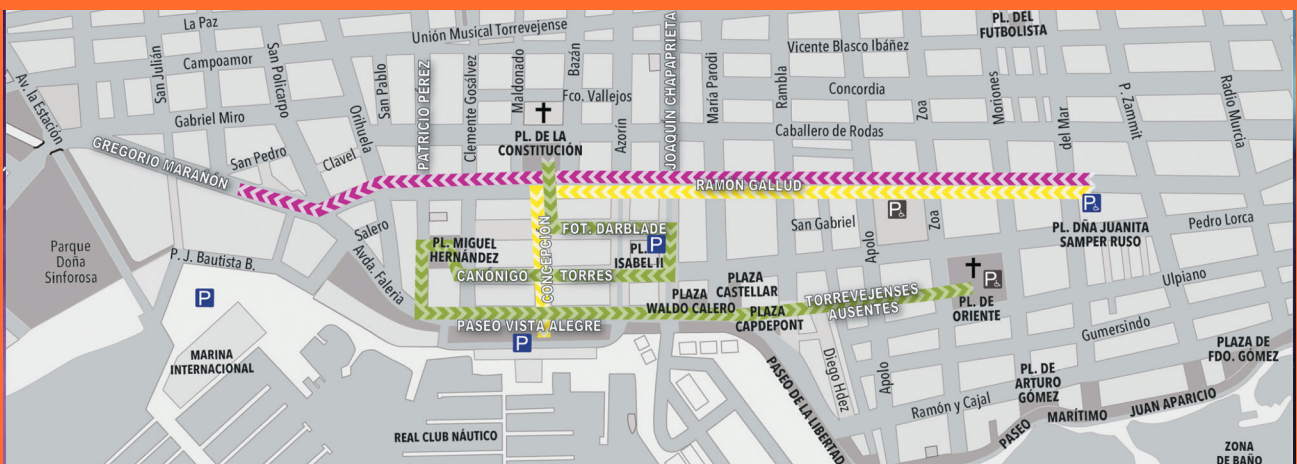 La Paz
Unión Musical Torrevejense
Bazán
JOAQUÍN CHAPAPRIETA
PL. DEL
FUTBOLISTA
Vicente Blasco Ibáñez
San Julián
Campoamor
San Policarpo
San Pablo
PATRICIO PÉREZ
Clemente Gosálvez
Maldonado
Fco. Vallejos
María Parodi
Rambla
Concordia
Zoa
Moriones
del Mar
P. Zammit
Radio Murcia
Av. la Estación
Gabriel Miro
Orihuela
PL. DE LA
CONSTITUCIÓN
Azorín
Caballero de Rodas
GREGORIO MARAÑÓN
San Pedro
Clavel
RAMÓN GALLUD
P
P
Parque
Doña
Sinforosa
Salero
PL. MIGUEL
HERNÁNDEZ
CONCEPCIÓN
FOT. DARBLADE
P
PL.
ISABEL II
San Gabriel
Apolo
Zoa
PL. DÑA JUANITA
SAMPER RUSO
Pedro Lorca
P. J. Bautista B.
Avda. Faleria
CANÓNIGO TORRES
PLAZA
CASTELLAR
PLAZA
WALDO CALERO
TORREVEJENSES
AUSENTES
P
PL. DE
ORIENTE
Ulpiano
P
PASEO VISTA ALEGRE
PLAZA
CAPDEPONT
Gumersindo
P
MARINA
INTERNACIONAL
PASEO DE LA LIBERTAD
Diego Hdez
Apolo
PL. DE
ARTURO
GÓMEZ
PLAZA DE
FDO. GÓMEZ
Ramón y Cajal
REAL CLUB NÁUTICO
PASEO MARÍTIMO JUAN APARICIO
ZONA
DE BAÑO